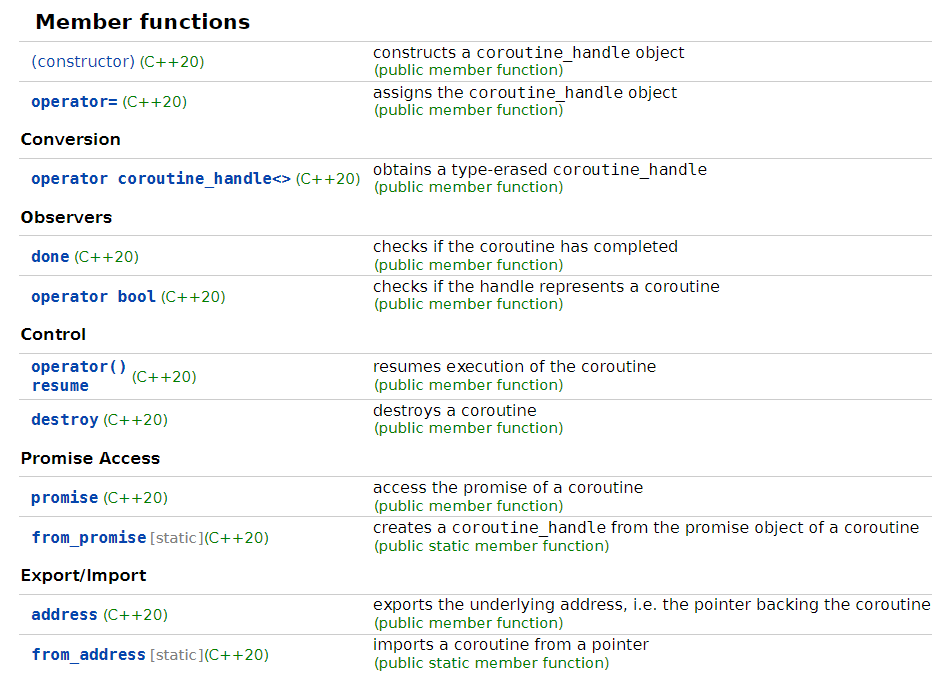 Member functions
(constructor) (C++20)
constructs a coroutine_handle object
(public member function)
operator= (C++20)
assigns the coroutine_handle object
(public member function)
Conversion
operator coroutine_handle<> (C++20)
obtains a type-erased coroutine_handle
(public member function)
Observers
done (C++20)
checks if the coroutine has completed
(public member function)
operator bool (C++20)
checks if the handle represents a coroutine
(public member function)
Control
operator()
resume
(C++20)
resumes execution of the coroutine
(public member function)
destroy (C++20)
destroys a coroutine
(public member function)
Promise Access
promise (C++20)
access the promise of a coroutine
(public member function)
from_promise [static](C++20)
creates a coroutine_handle from the promise object of a coroutine
(public static member function)
Export/Import
address (C++20)
exports the underlying address, i.e. the pointer backing the coroutine
(public member function)
from_address [static](C++20)
imports a coroutine from a pointer
(public static member function)